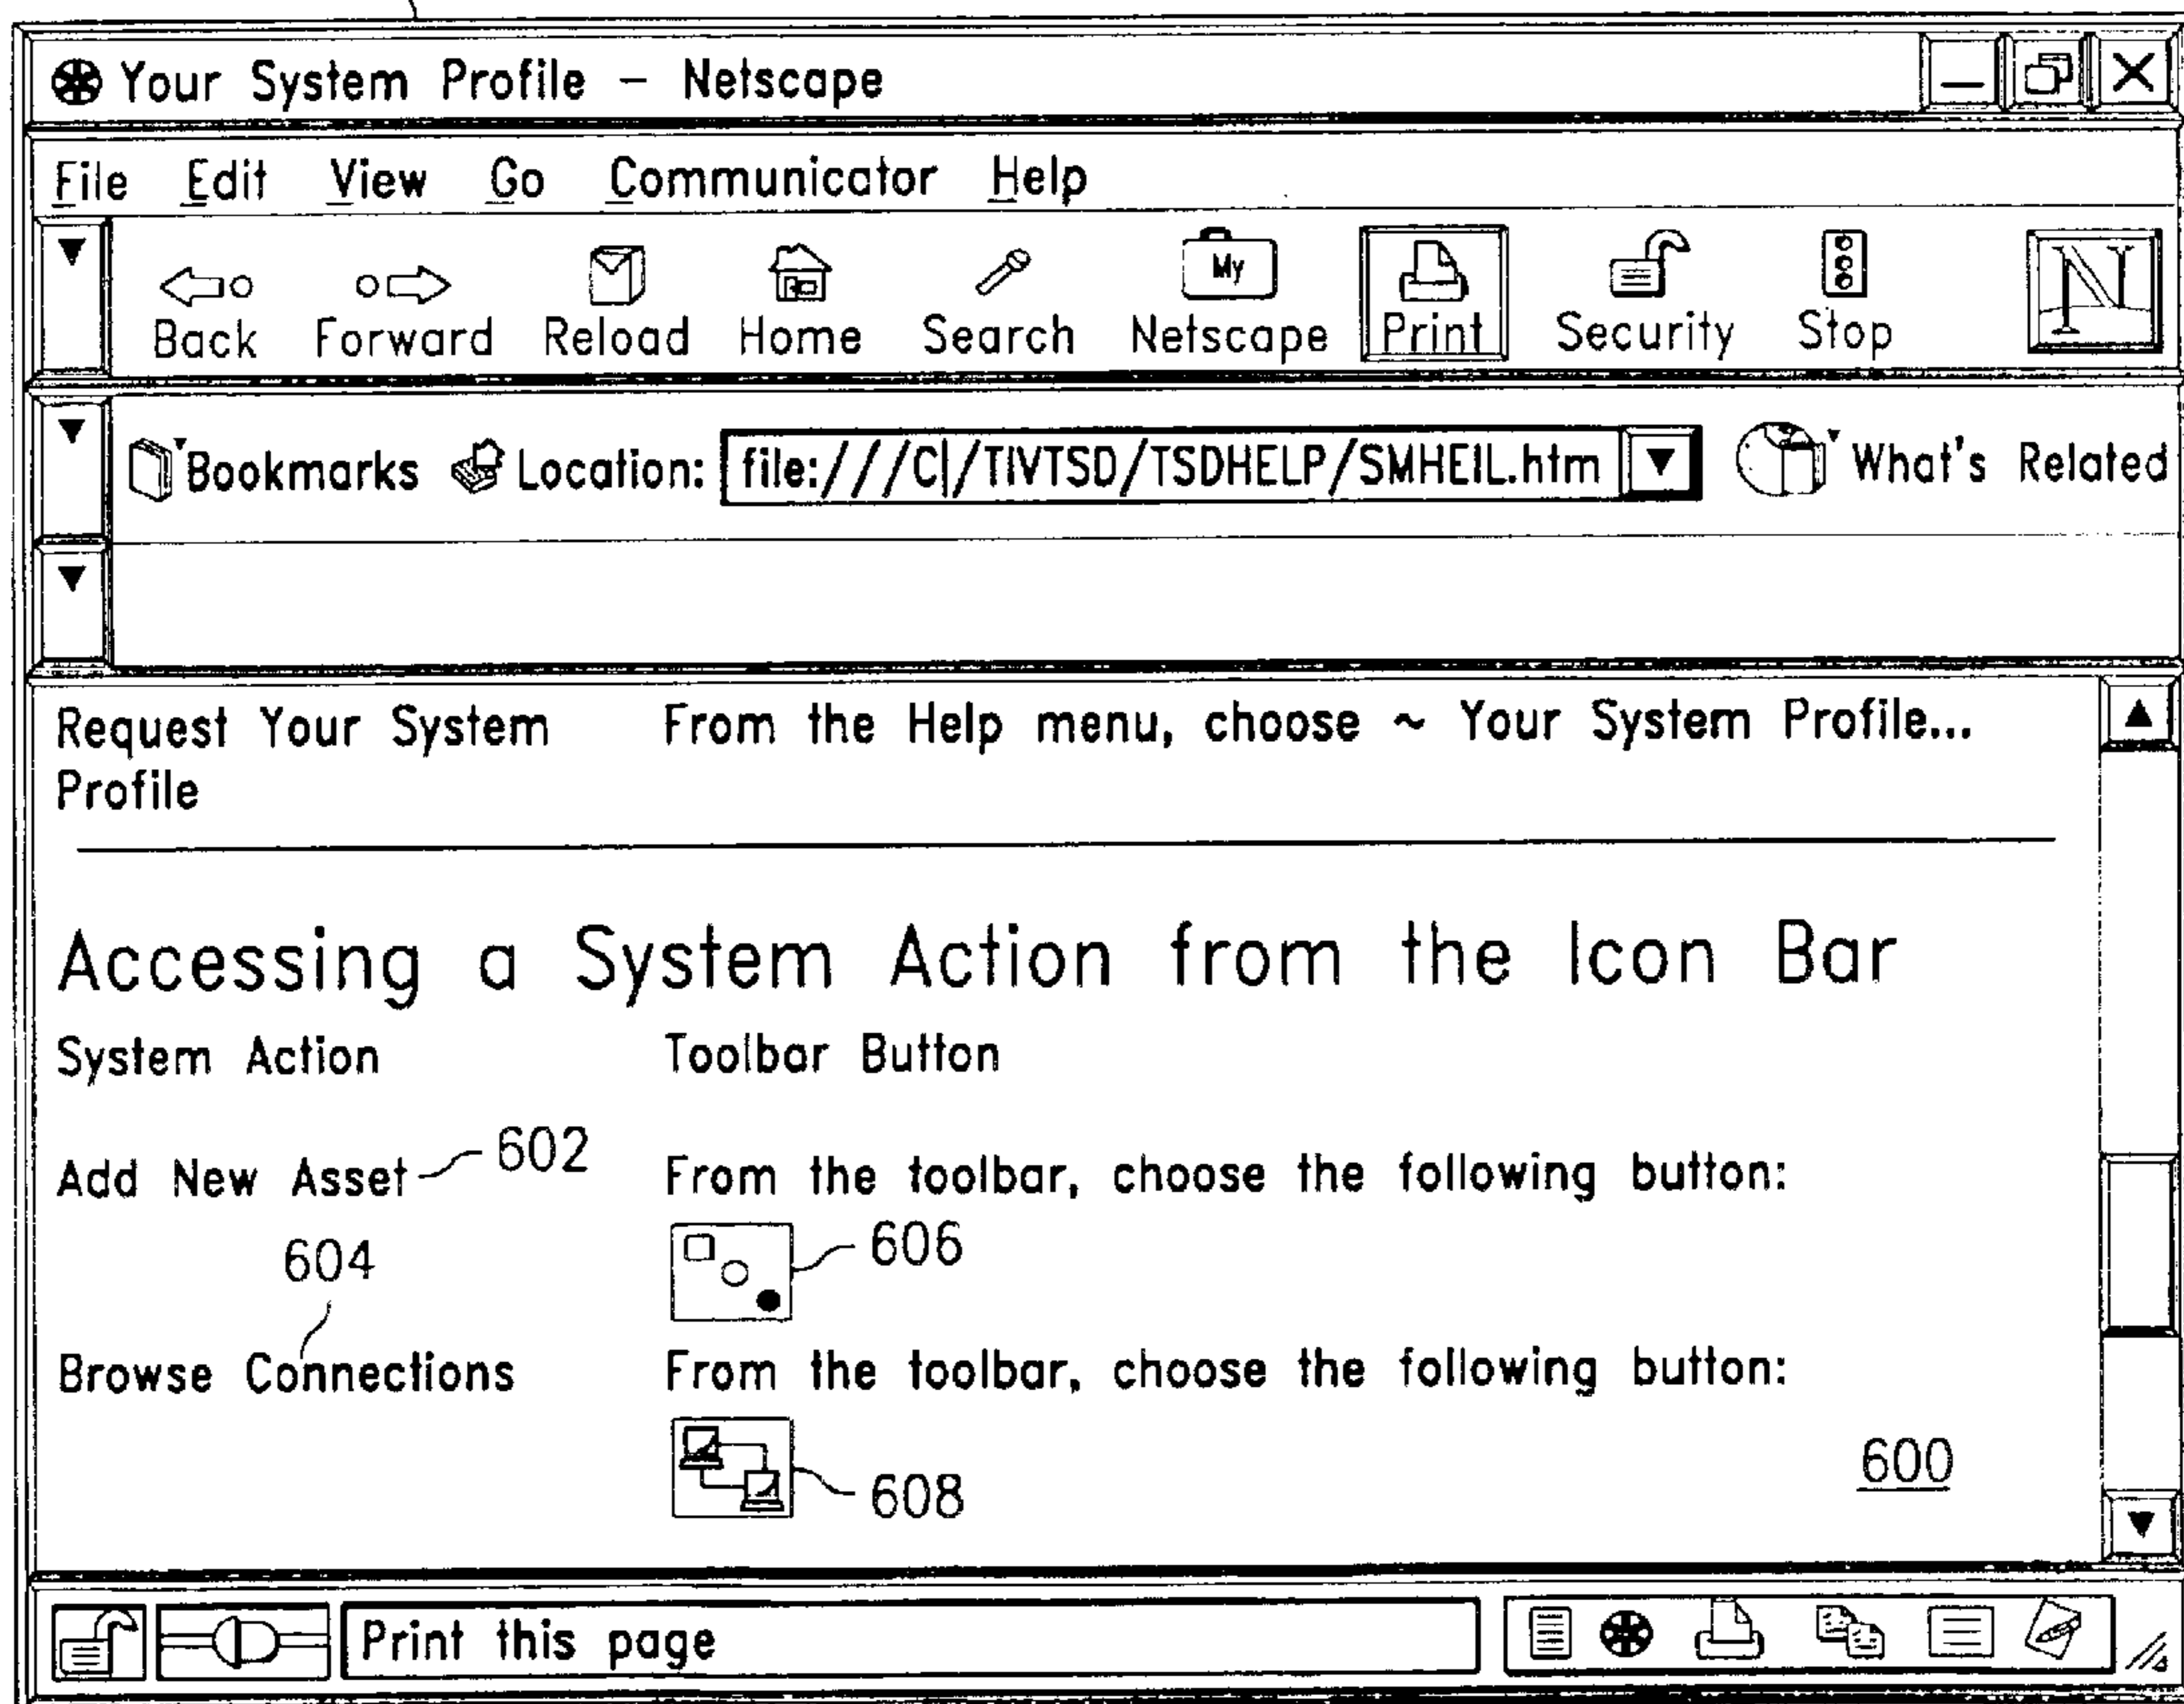 Your System Profile – Netscape
File Edit View Go Communicator Help
My
Back Forward Reload Home Search Netscape Print Security Stop
N
Bookmarks Location: file:///C|/TIVTSD/TSDHELP/SMHEIL.htm What's Related
Request Your System From the Help menu, choose ~ Your System Profile...
Profile
Accessing a System Action from the Icon Bar
System Action Toolbar Button
Add New Asset 602 From the toolbar, choose the following button:
604 606
Browse Connections From the toolbar, choose the following button:
608 600
Print this page